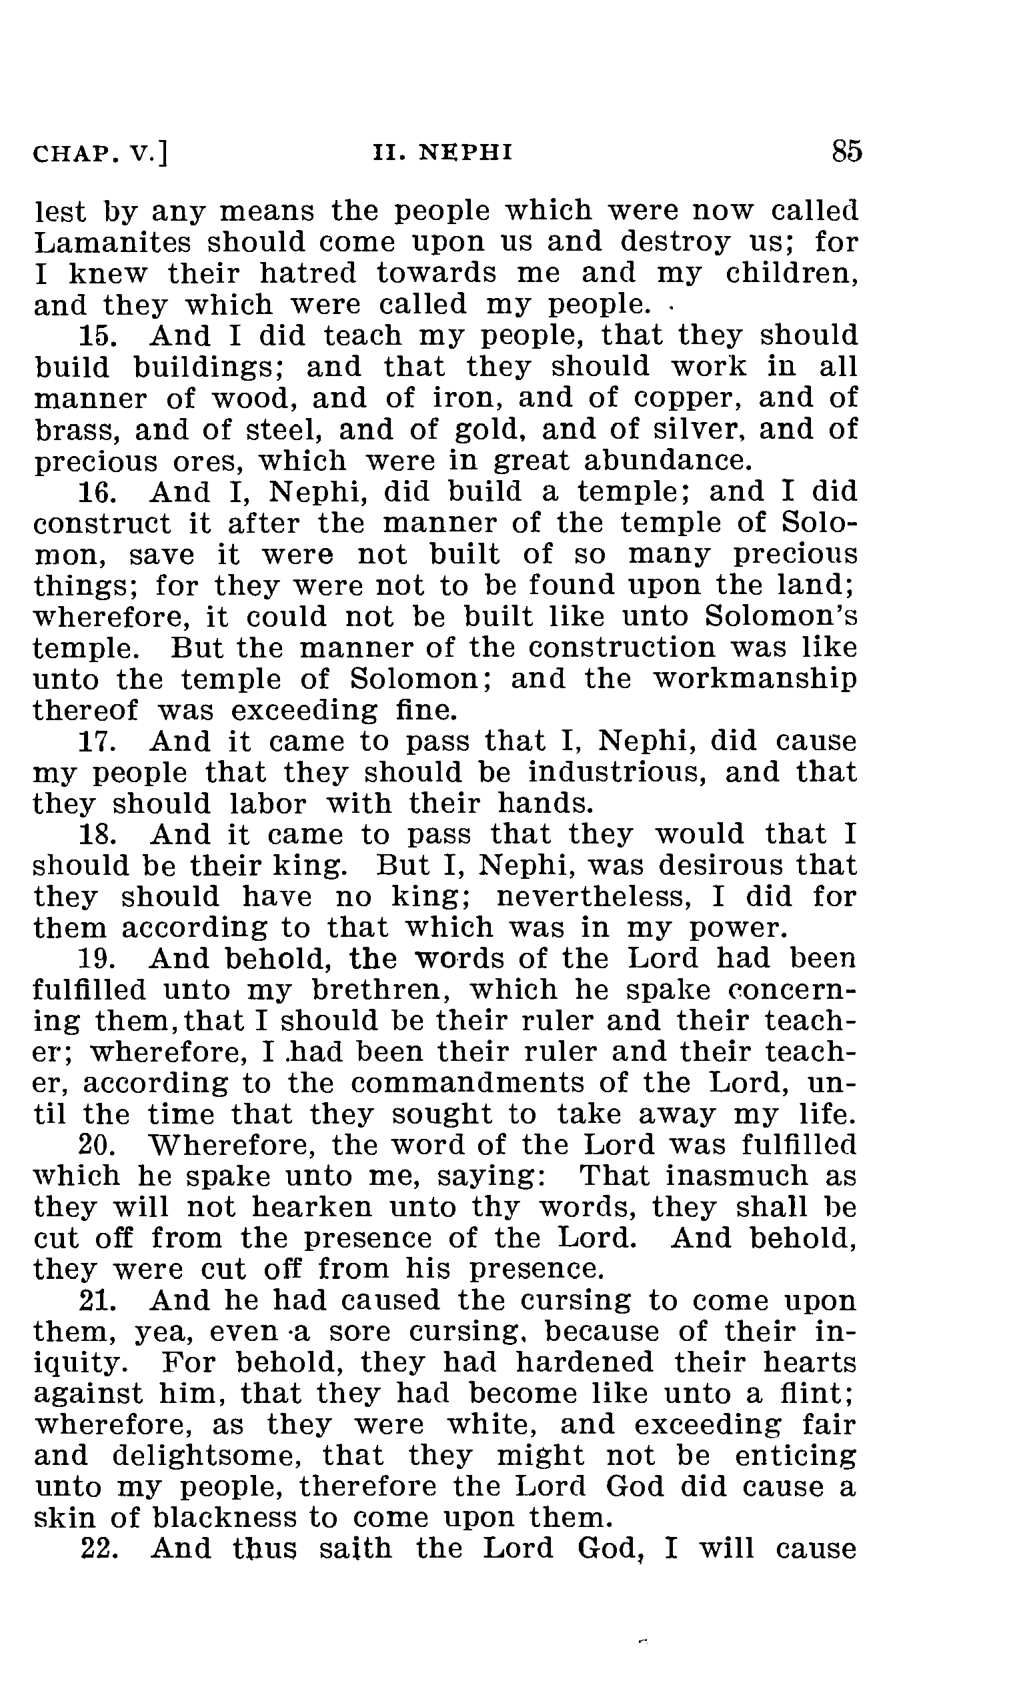 CHAP. V.] II. NEPHI 85
lest by any means the people which were now called
Lamanites should come upon us and destroy us; for
I knew their hatred towards me and my children,
and they which were called my people.
15. And I did teach my people, that they should
build buildings; and that they should work in all
manner of wood, and of iron, and of copper, and of
brass, and of steel, and of gold, and of silver, and of
precious ores, which were in great abundance.
16. And I, Nephi, did build a temple; and I did
construct it after the manner of the temple of Solo-
mon, save it were not built of so many precious
things; for they were not to be found upon the land;
wherefore, it could not be built like unto Solomon's
temple. But the manner of the construction was like
unto the temple of Solomon; and the workmanship
thereof was exceeding fine.
17. And it came to pass that I, Nephi, did cause
my people that they should be industrious, and that
they should labor with their hands.
18. And it came to pass that they would that I
should be their king. But I, Nephi, was desirous that
they should have no king; nevertheless, I did for
them according to that which was in my power.
19. And behold, the words of the Lord had been
fulfilled unto my brethren, which he spake concern-
ing them, that I should be their ruler and their teach-
er; wherefore, I had been their ruler and their teach-
er, according to the commandments of the Lord, un-
til the time that they sought to take away my life.
20. Wherefore, the word of the Lord was fulfilled
which he spake unto me, saying: That inasmuch as
they will not hearken unto thy words, they shall be
cut off from the presence of the Lord. And behold,
they were cut off from his presence.
21. And he had caused the cursing to come upon
them, yea, even a sore cursing, because of their in-
iquity. For behold, they had hardened their hearts
against him, that they had become like unto a flint;
wherefore, as they were white, and exceeding fair
and delightsome, that they might not be enticing
unto my people, therefore the Lord God did cause a
skin of blackness to come upon them.
22. And thus saith the Lord God, I will cause